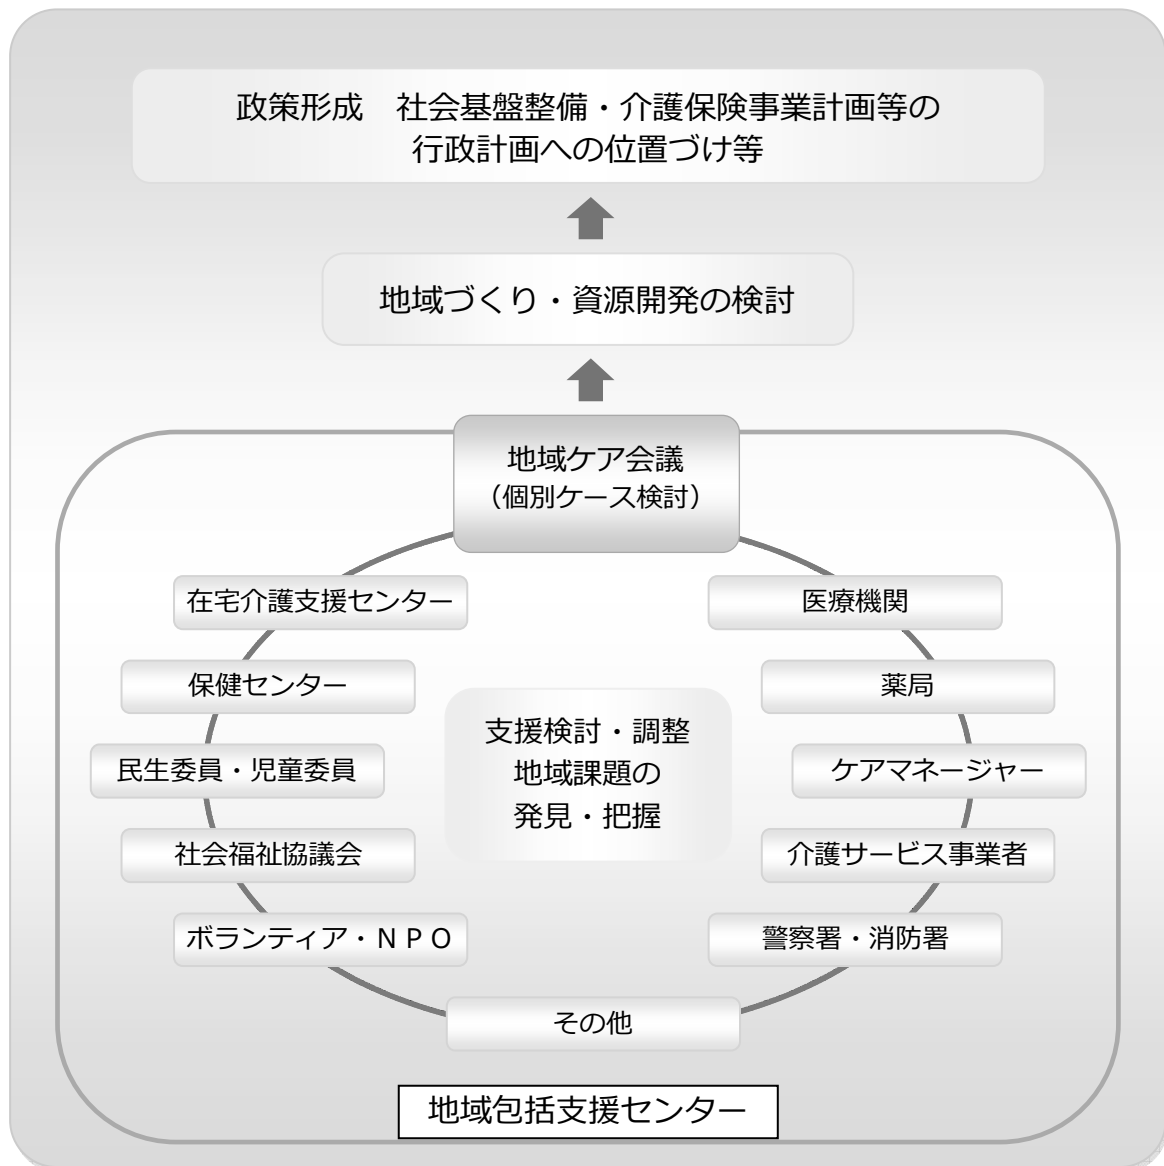 政策形成　社会基盤整備・介護保険事業計画等の
行政計画への位置づけ等
地域づくり・資源開発の検討
地域ケア会議
（個別ケース検討）
在宅介護支援センター
医療機関
保健センター
薬局
支援検討・調整
地域課題の
発見・把握
民生委員・児童委員
ケアマネージャー
社会福祉協議会
介護サービス事業者
ボランティア・ＮＰＯ
警察署・消防署
その他
地域包括支援センター